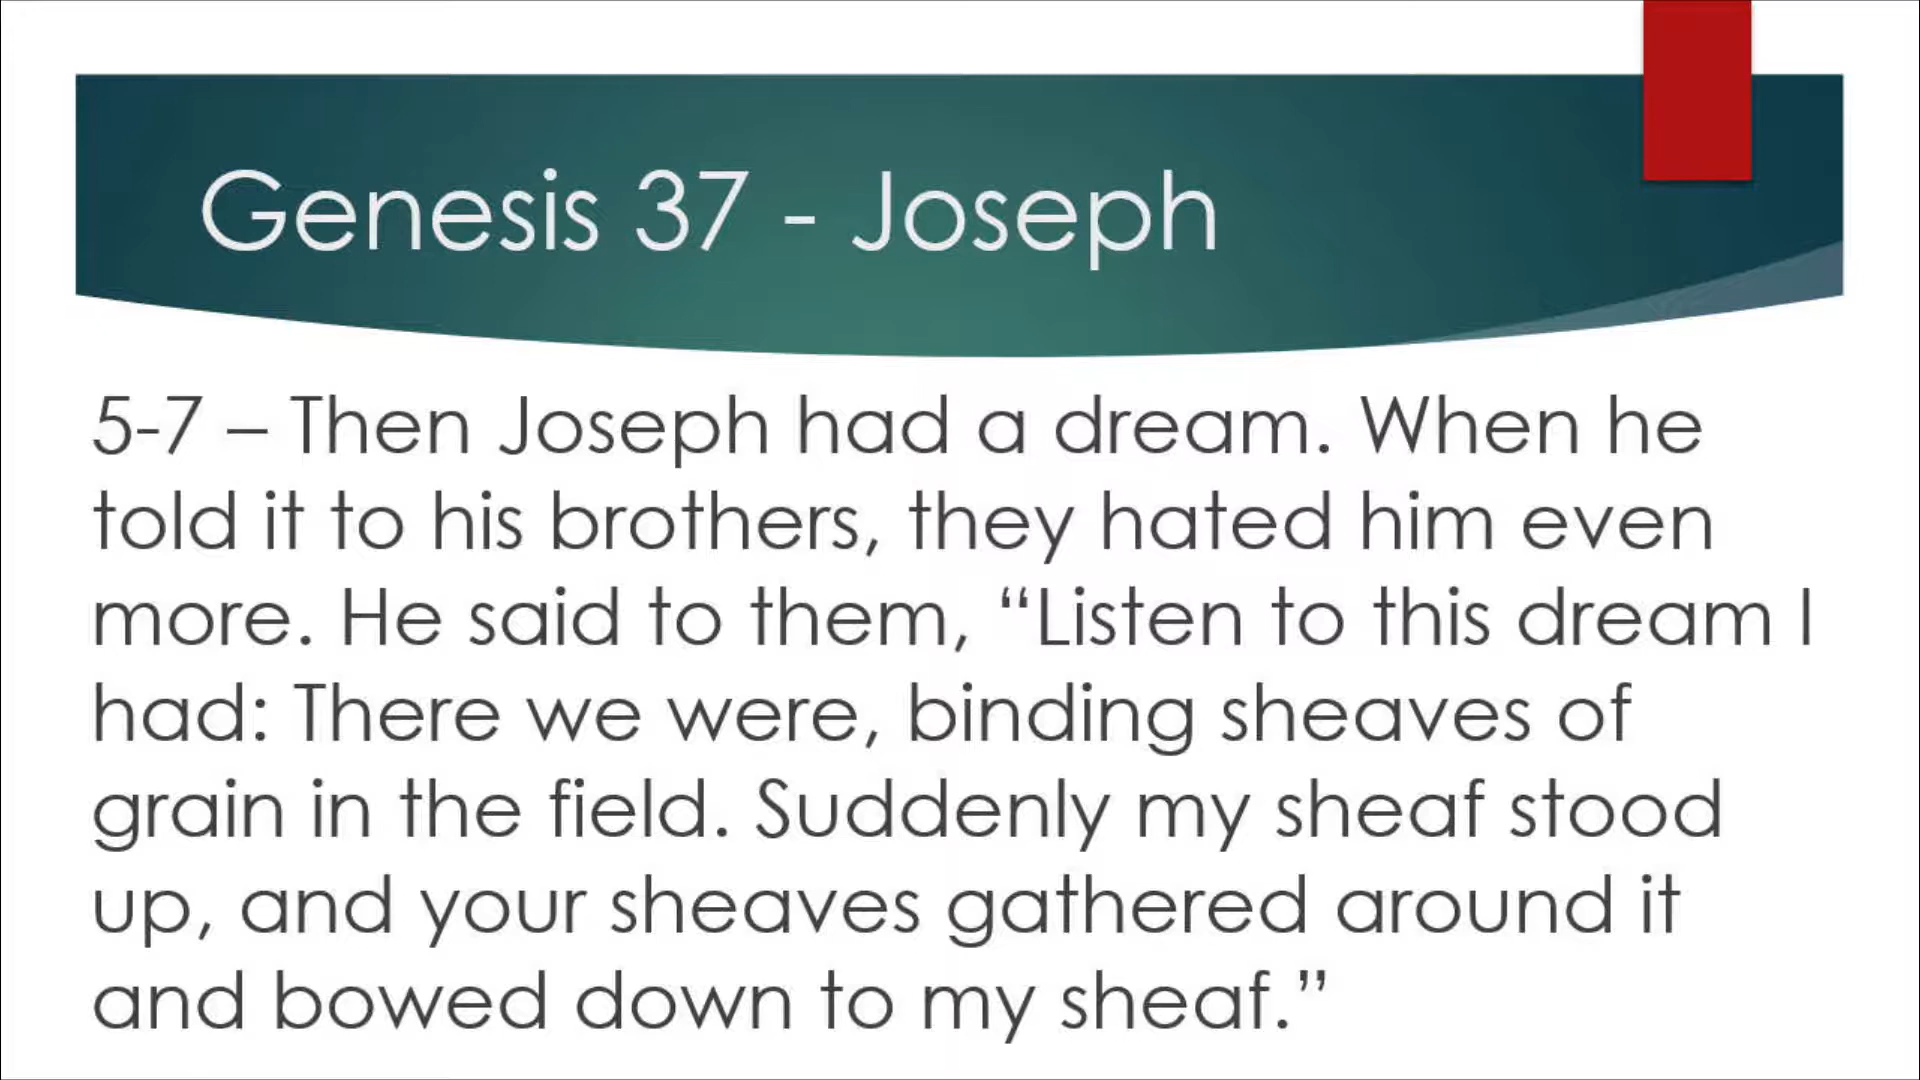 Genesis 37 - Joseph
5-7 – Then Joseph had a dream. When he
told it to his brothers, they hated him even
more. He said to them, “Listen to this dream I
had: There we were, binding sheaves of
grain in the field. Suddenly my sheaf stood
up, and your sheaves gathered around it
and bowed down to my sheaf.”